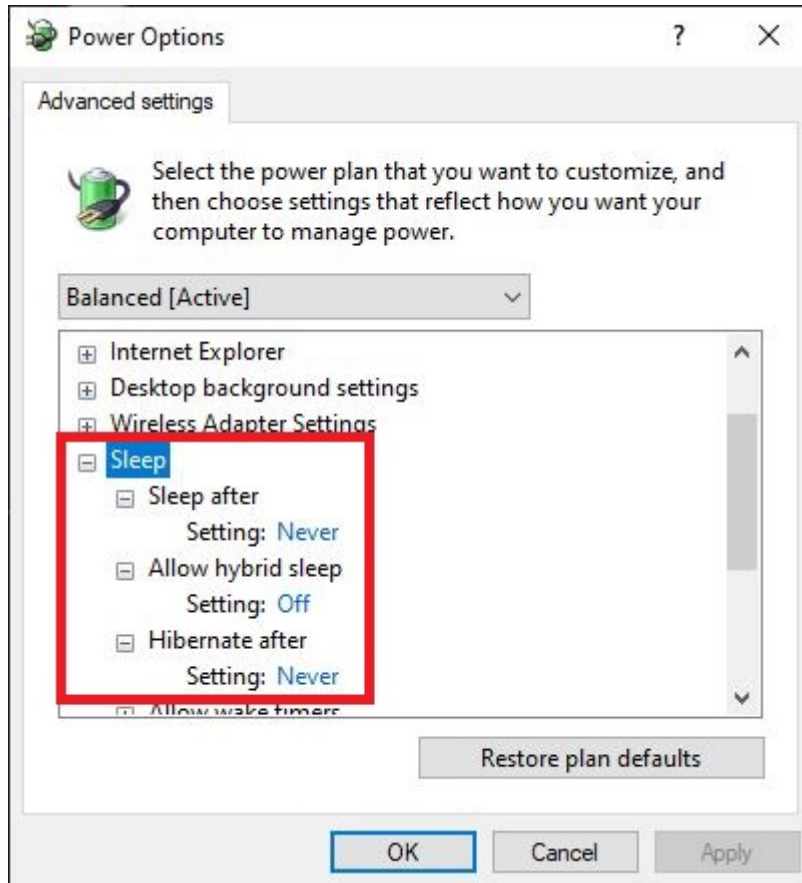 Power Options
Advanced settings
Select the power plan that you want to customize, and
then choose settings that reflect how you want your
computer to manage power.
Balanced [Active]
Internet Explorer
Desktop background settings
Wireless Adapter Settings
Sleep
Sleep after
Setting: Never
Allow hybrid sleep
Setting: Off
Hibernate after
Setting: Never
Allow wake timers
Restore plan defaults
OK Cancel Apply